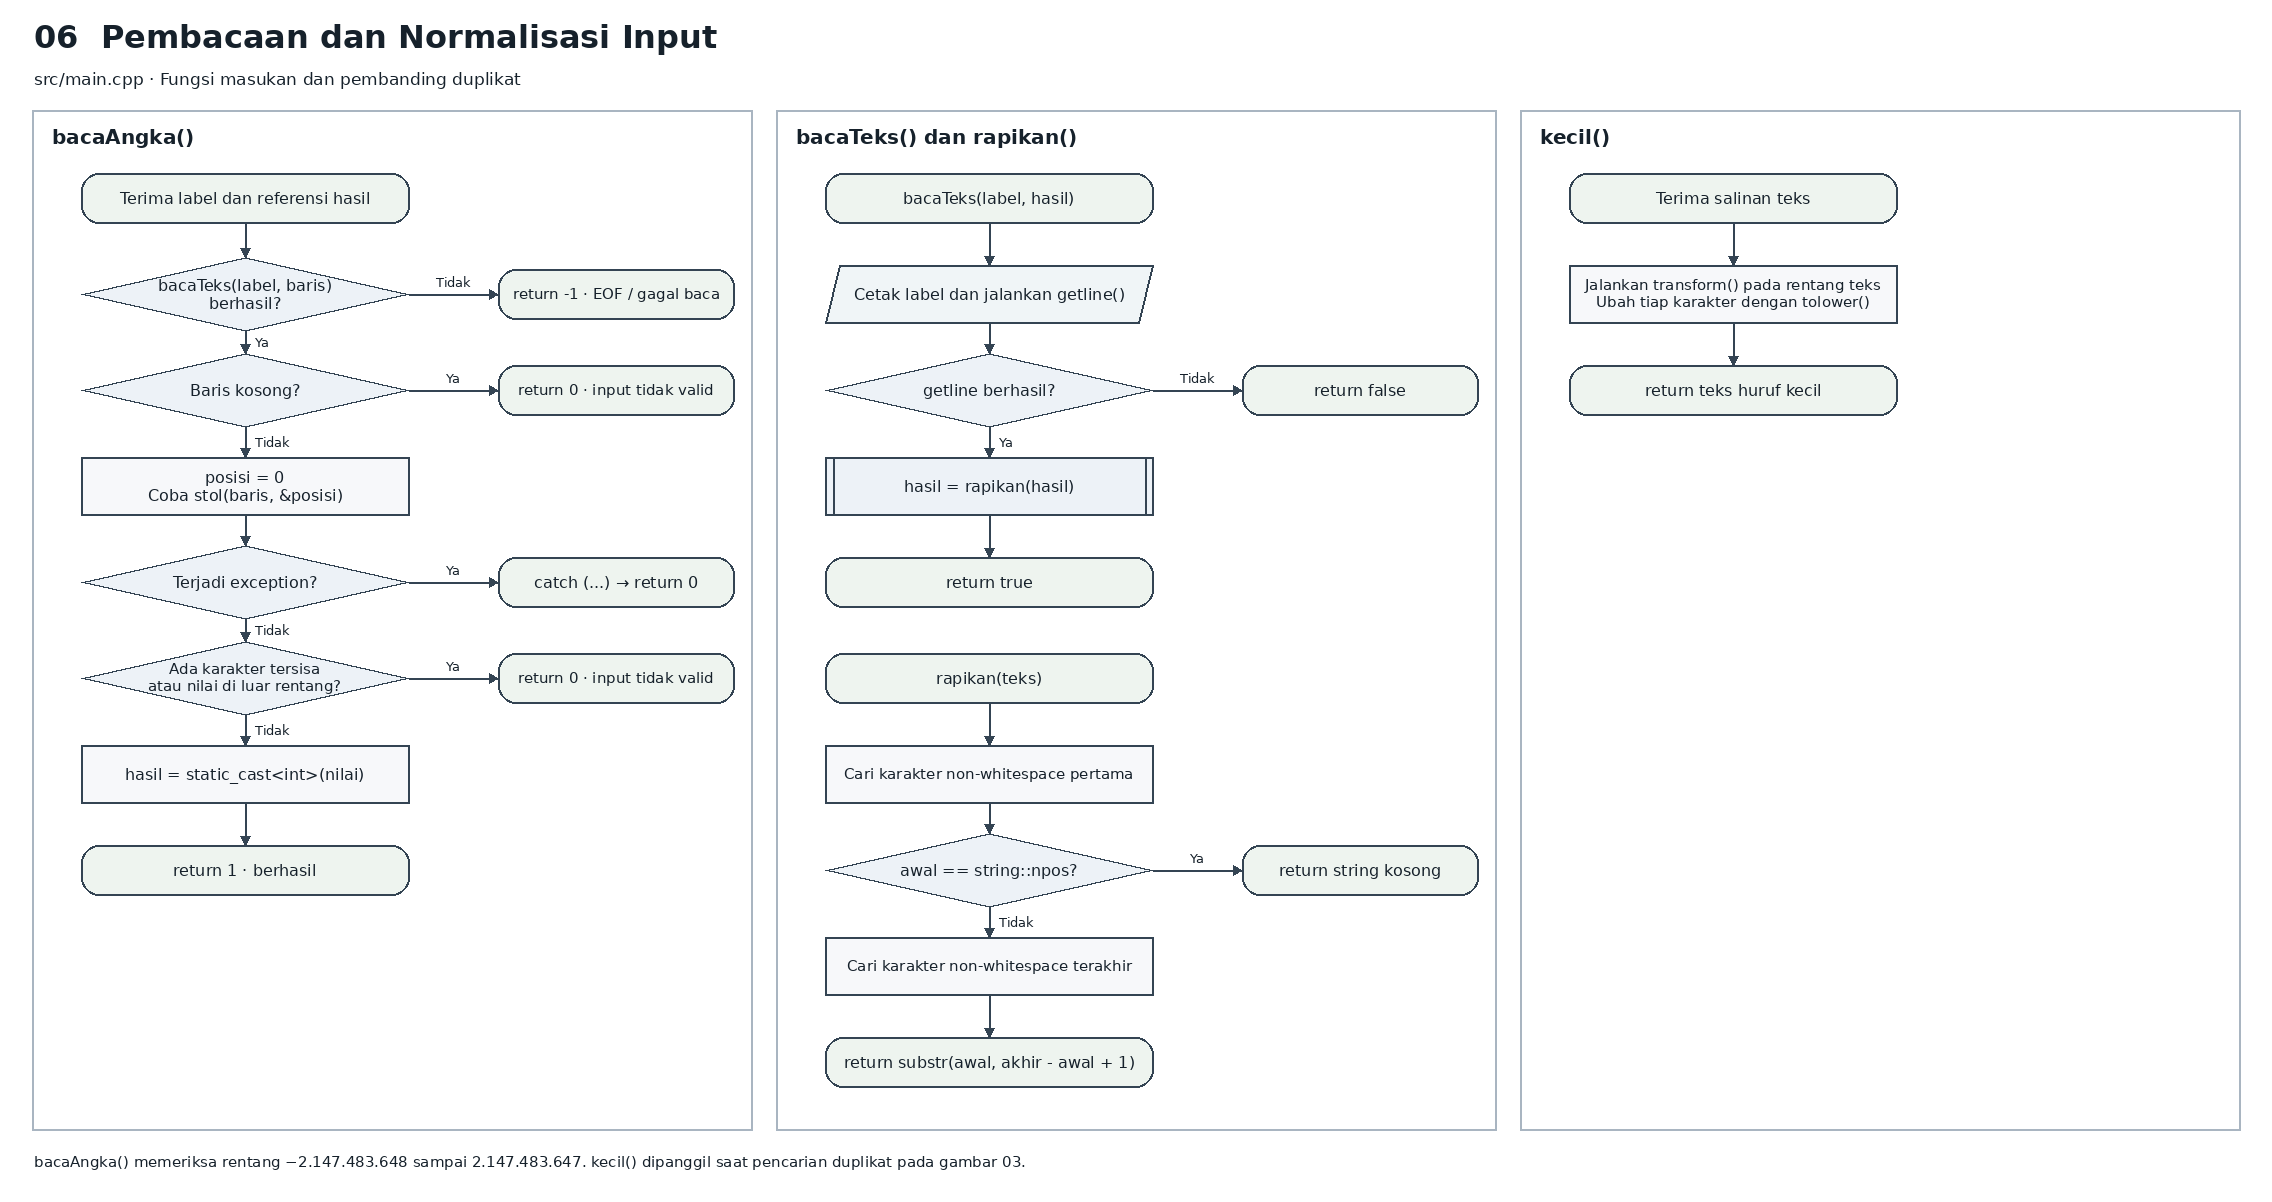 06 Pembacaan dan Normalisasi Input
src/main.cpp · Fungsi masukan dan pembanding duplikat
bacaAngka()
Terima label dan referensi hasil
bacaTeks(label, baris)
berhasil?
Tidak
return -1 · EOF / gagal baca
Ya
Baris kosong?
Ya
return 0 · input tidak valid
Tidak
posisi = 0
Coba stol(baris, &posisi)
Terjadi exception?
Ya
catch (...) → return 0
Tidak
Ada karakter tersisa
atau nilai di luar rentang?
Ya
return 0 · input tidak valid
Tidak
hasil = static_cast<int>(nilai)
return 1 · berhasil
bacaTeks() dan rapikan()
bacaTeks(label, hasil)
Cetak label dan jalankan getline()
getline berhasil?
Tidak
return false
Ya
hasil = rapikan(hasil)
return true
rapikan(teks)
Cari karakter non-whitespace pertama
awal == string::npos?
Ya
return string kosong
Tidak
Cari karakter non-whitespace terakhir
return substr(awal, akhir - awal + 1)
kecil()
Terima salinan teks
Jalankan transform() pada rentang teks
Ubah tiap karakter dengan tolower()
return teks huruf kecil
bacaAngka() memeriksa rentang −2.147.483.648 sampai 2.147.483.647. kecil() dipanggil saat pencarian duplikat pada gambar 03.